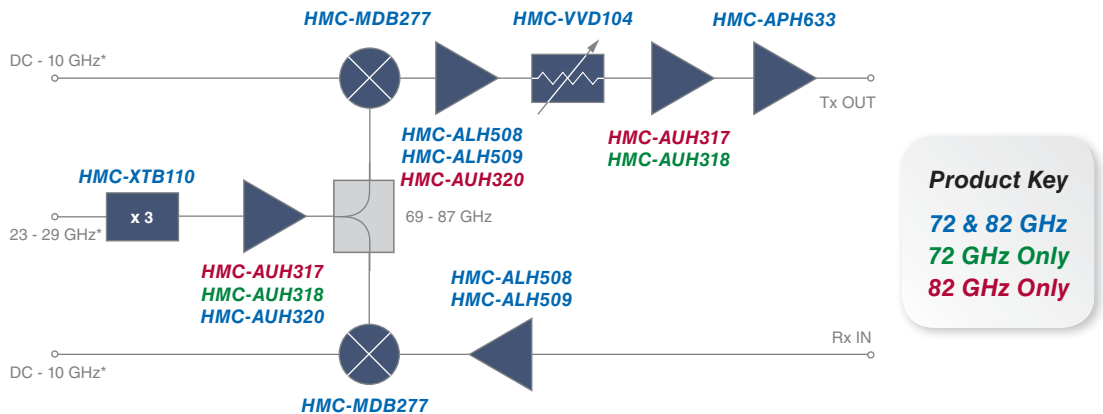 HMC-MDB277
HMC-VVD104
HMC-APH633
DC - 10 GHz*
Tx OUT
HMC-ALH508
HMC-ALH509
HMC-AUH320
HMC-AUH317
HMC-AUH318
HMC-XTB110
x 3
23 - 29 GHz*
69 - 87 GHz
HMC-AUH317
HMC-AUH318
HMC-AUH320
HMC-ALH508
HMC-ALH509
Rx IN
DC - 10 GHz*
HMC-MDB277
Product Key
72 & 82 GHz
72 GHz Only
82 GHz Only